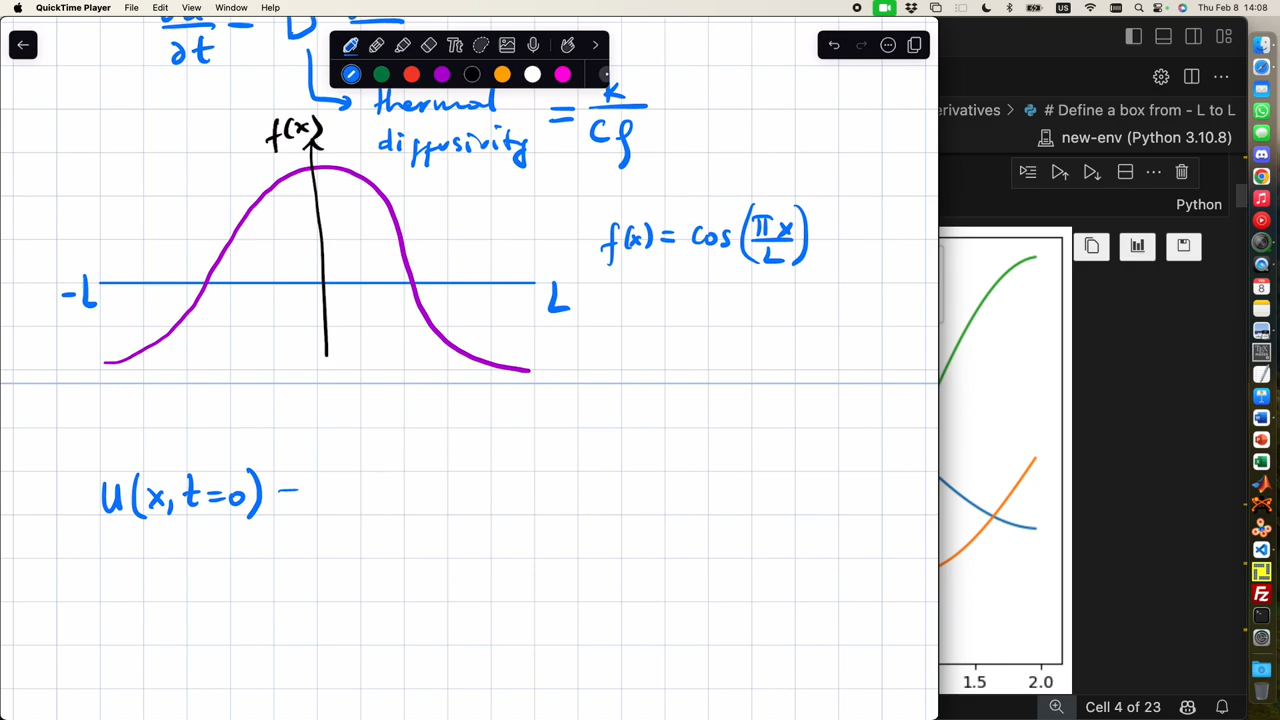 QuickTime Player File Edit View Window Help
Thu Feb 8 14:08
∂t = D
thermal
diffusivity = k / Cρ
f(x)
f(x) = cos(πx/L)
-L
L
u(x, t=0) -
erivatives > # Define a box from - L to L
new-env (Python 3.10.8)
Python
1.5 2.0
Cell 4 of 23